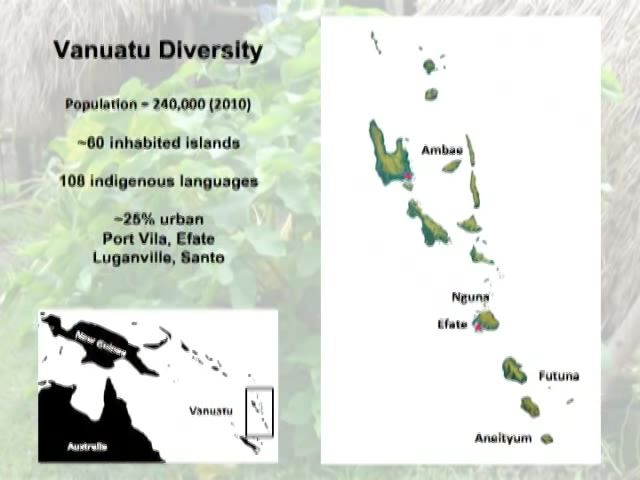 Vanuatu Diversity
Population = 240,000 (2010)
~60 inhabited islands
108 indigenous languages
~25% urban
Port Vila, Efate
Luganville, Santo
Ambae
Nguna
Efate
Futuna
Aneityum
New Guinea
Vanuatu
Australia